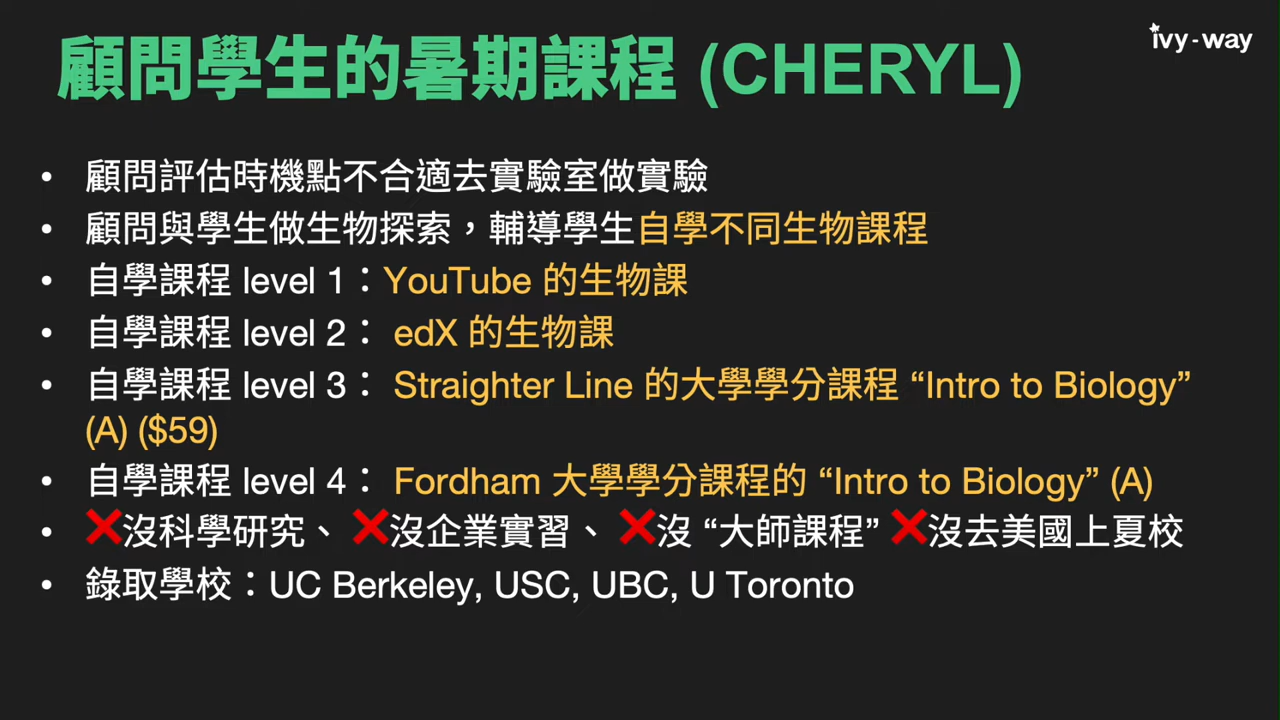 ivy-way
顧問學生的暑期課程 (CHERYL)
• 顧問評估時機點不合適去實驗室做實驗
• 顧問與學生做生物探索，輔導學生自學不同生物課程
• 自學課程 level 1：YouTube 的生物課
• 自學課程 level 2： edX 的生物課
• 自學課程 level 3： Straighter Line 的大學學分課程 “Intro to Biology”
(A) ($59)
• 自學課程 level 4： Fordham 大學學分課程的 “Intro to Biology” (A)
• ❌沒科學研究、 ❌沒企業實習、 ❌沒 “大師課程” ❌沒去美國上夏校
• 錄取學校：UC Berkeley, USC, UBC, U Toronto